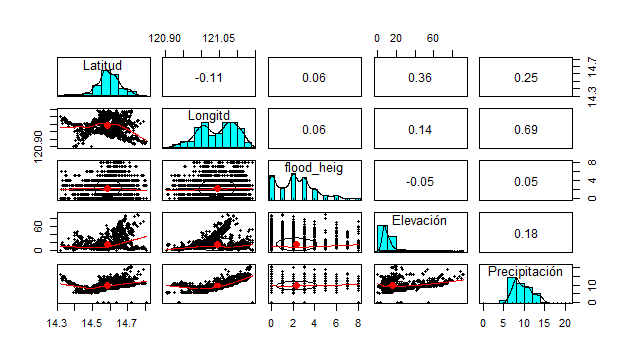 120.90 121.05 0 20 60
Latitud -0.11 0.06 0.36 0.25
14.3 14.7
120.90
Longitd 0.06 0.14 0.69
flood_heig -0.05 0.05
0 4 8
0 60
Elevación 0.18
Precipitación
0 10
14.3 14.5 14.7 0 2 4 6 8 0 5 10 15 20